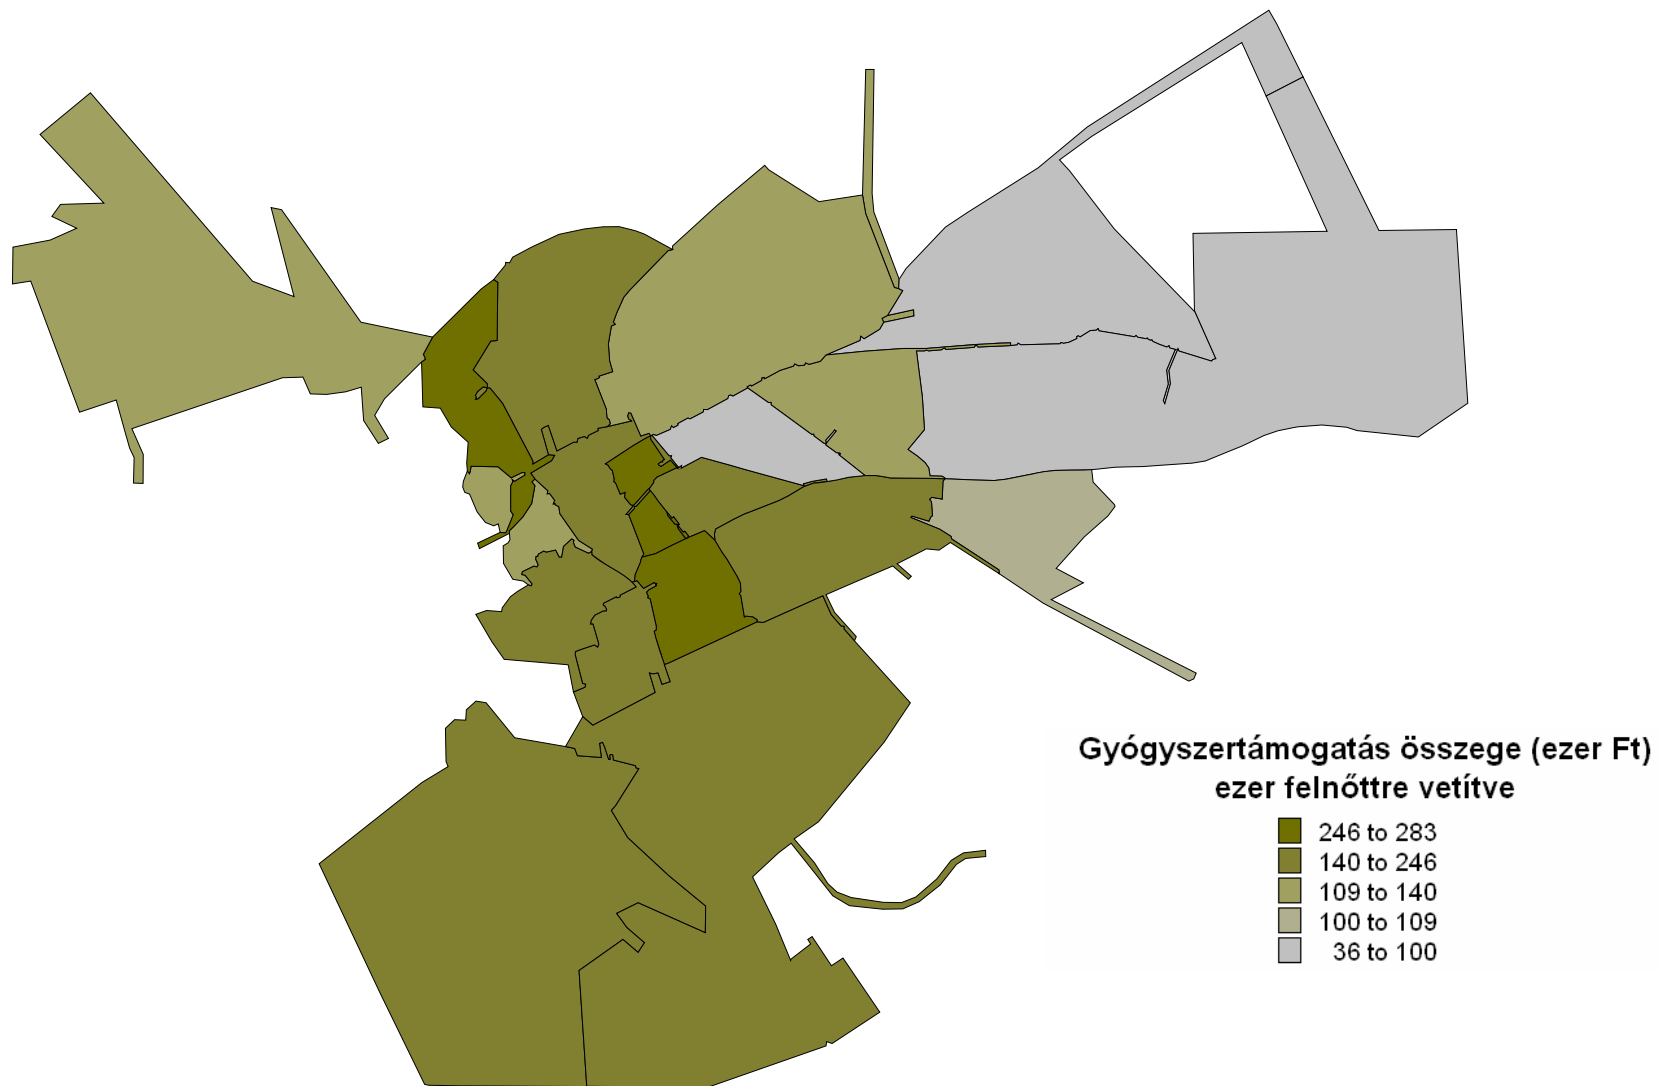 Gyógyszertámogatás összege (ezer Ft)
ezer felnőttre vetítve
246 to 283
140 to 246
109 to 140
100 to 109
36 to 100